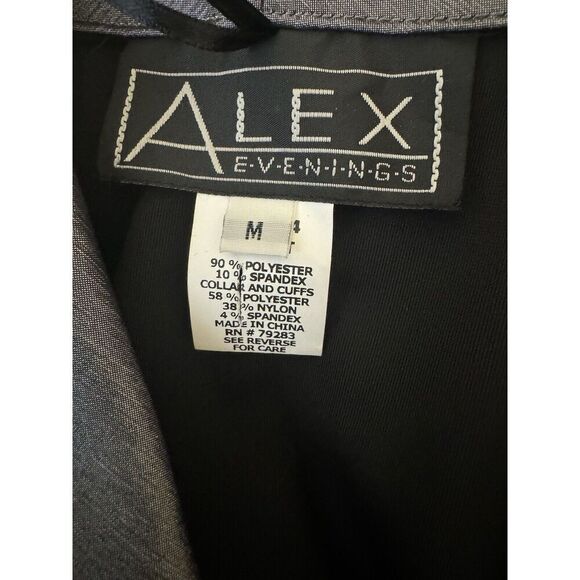 ALEX
E·V·E·N·I·N·G·S
M 4
90 % POLYESTER
10 % SPANDEX
COLLAR AND CUFFS
58 % POLYESTER
38 % NYLON
4 % SPANDEX
MADE IN CHINA
RN # 79283
SEE REVERSE
FOR CARE